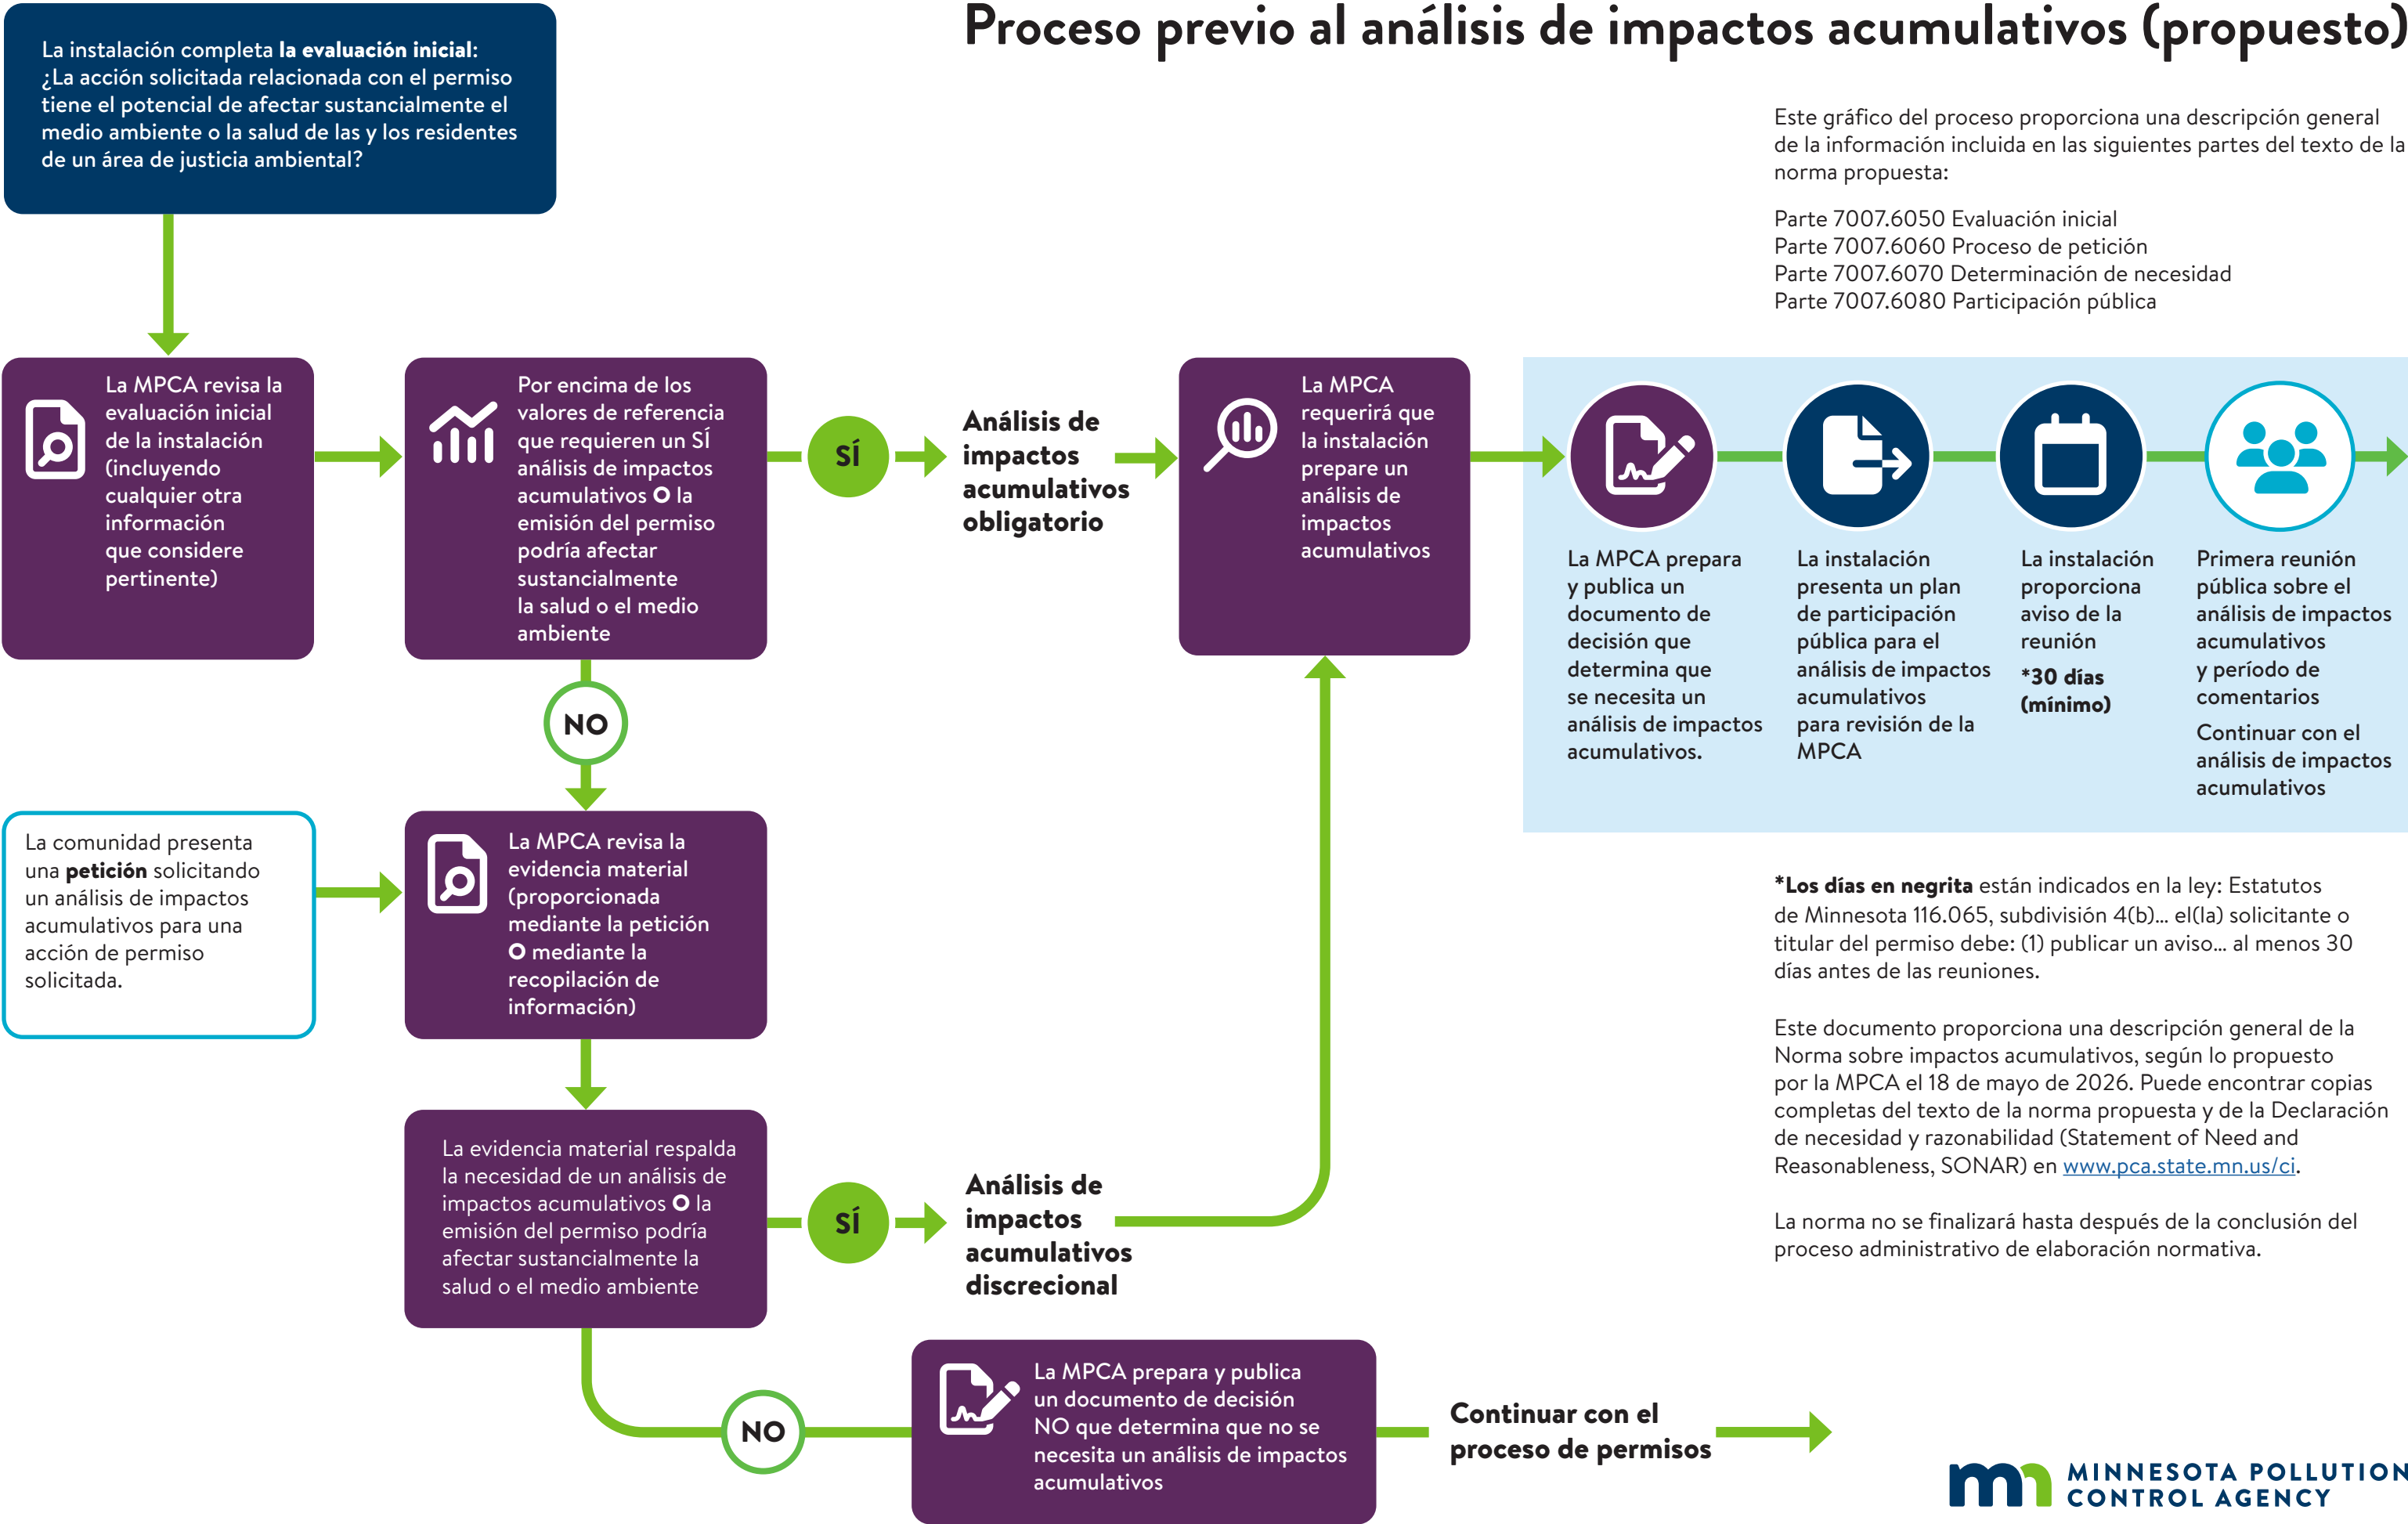 Proceso previo al análisis de impactos acumulativos (propuesto)
La instalación completa la evaluación inicial:
¿La acción solicitada relacionada con el permiso
tiene el potencial de afectar sustancialmente el
medio ambiente o la salud de las y los residentes
de un área de justicia ambiental?
Este gráfico del proceso proporciona una descripción general
de la información incluida en las siguientes partes del texto de la
norma propuesta:
Parte 7007.6050 Evaluación inicial
Parte 7007.6060 Proceso de petición
Parte 7007.6070 Determinación de necesidad
Parte 7007.6080 Participación pública
La MPCA revisa la
evaluación inicial
de la instalación
(incluyendo
cualquier otra
información
que considere
pertinente)
Por encima de los
valores de referencia
que requieren un SÍ
análisis de impactos
acumulativos O la
emisión del permiso
podría afectar
sustancialmente
la salud o el medio
ambiente
SÍ
Análisis de
impactos
acumulativos
obligatorio
La MPCA
requerirá que
la instalación
prepare un
análisis de
impactos
acumulativos
La MPCA prepara
y publica un
documento de
decisión que
determina que
se necesita un
análisis de impactos
acumulativos.
La instalación
presenta un plan
de participación
pública para el
análisis de impactos
acumulativos
para revisión de la
MPCA
La instalación
proporciona
aviso de la
reunión
*30 días
(mínimo)
Primera reunión
pública sobre el
análisis de impactos
acumulativos
y período de
comentarios
Continuar con el
análisis de impactos
acumulativos
NO
La comunidad presenta
una petición solicitando
un análisis de impactos
acumulativos para una
acción de permiso
solicitada.
La MPCA revisa la
evidencia material
(proporcionada
mediante la petición
O mediante la
recopilación de
información)
*Los días en negrita están indicados en la ley: Estatutos
de Minnesota 116.065, subdivisión 4(b)... el(la) solicitante o
titular del permiso debe: (1) publicar un aviso... al menos 30
días antes de las reuniones.
Este documento proporciona una descripción general de la
Norma sobre impactos acumulativos, según lo propuesto
por la MPCA el 18 de mayo de 2026. Puede encontrar copias
completas del texto de la norma propuesta y de la Declaración
de necesidad y razonabilidad (Statement of Need and
Reasonableness, SONAR) en www.pca.state.mn.us/ci.
La norma no se finalizará hasta después de la conclusión del
proceso administrativo de elaboración normativa.
La evidencia material respalda
la necesidad de un análisis de
impactos acumulativos O la
emisión del permiso podría
afectar sustancialmente la
salud o el medio ambiente
SÍ
Análisis de
impactos
acumulativos
discrecional
NO
La MPCA prepara y publica
un documento de decisión
NO que determina que no se
necesita un análisis de impactos
acumulativos
Continuar con el
proceso de permisos
mn MINNESOTA POLLUTION
CONTROL AGENCY